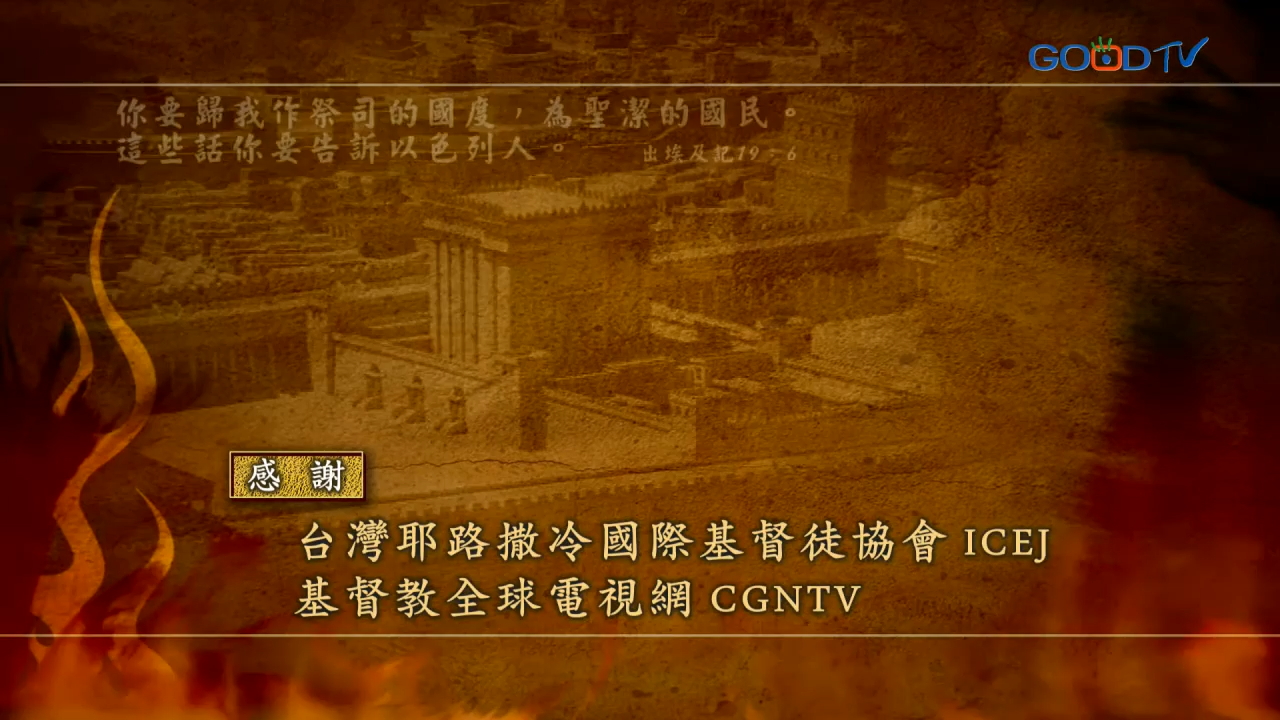 GOODTV
你要歸我作祭司的國度，為聖潔的國民。
這些話你要告訴以色列人。 出埃及記19：6
感 謝
台灣耶路撒冷國際基督徒協會 ICEJ
基督教全球電視網 CGNTV